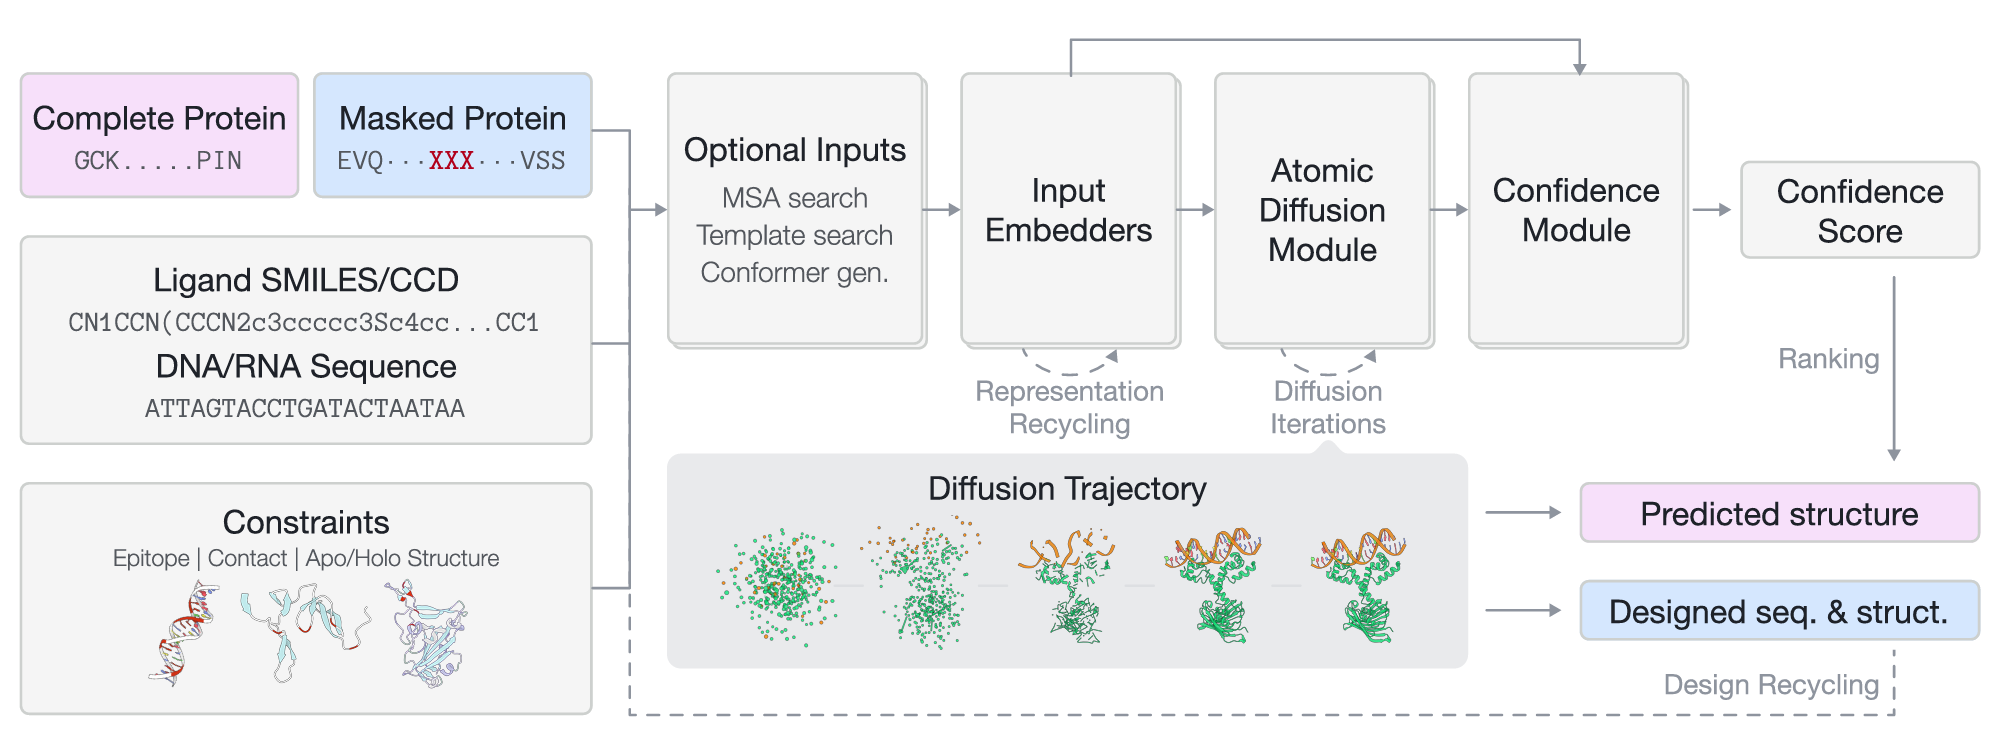 Complete Protein
GCK.....PIN
Masked Protein
EVQ···XXX···VSS
Ligand SMILES/CCD
CN1CCN(CCCN2c3ccccc3Sc4cc...CC1
DNA/RNA Sequence
ATTAGTACCTGATACTAATAA
Constraints
Epitope | Contact | Apo/Holo Structure
Optional Inputs
MSA search
Template search
Conformer gen.
Input
Embedders
Representation
Recycling
Atomic
Diffusion
Module
Diffusion
Iterations
Confidence
Module
Confidence
Score
Ranking
Diffusion Trajectory
Predicted structure
Designed seq. & struct.
Design Recycling